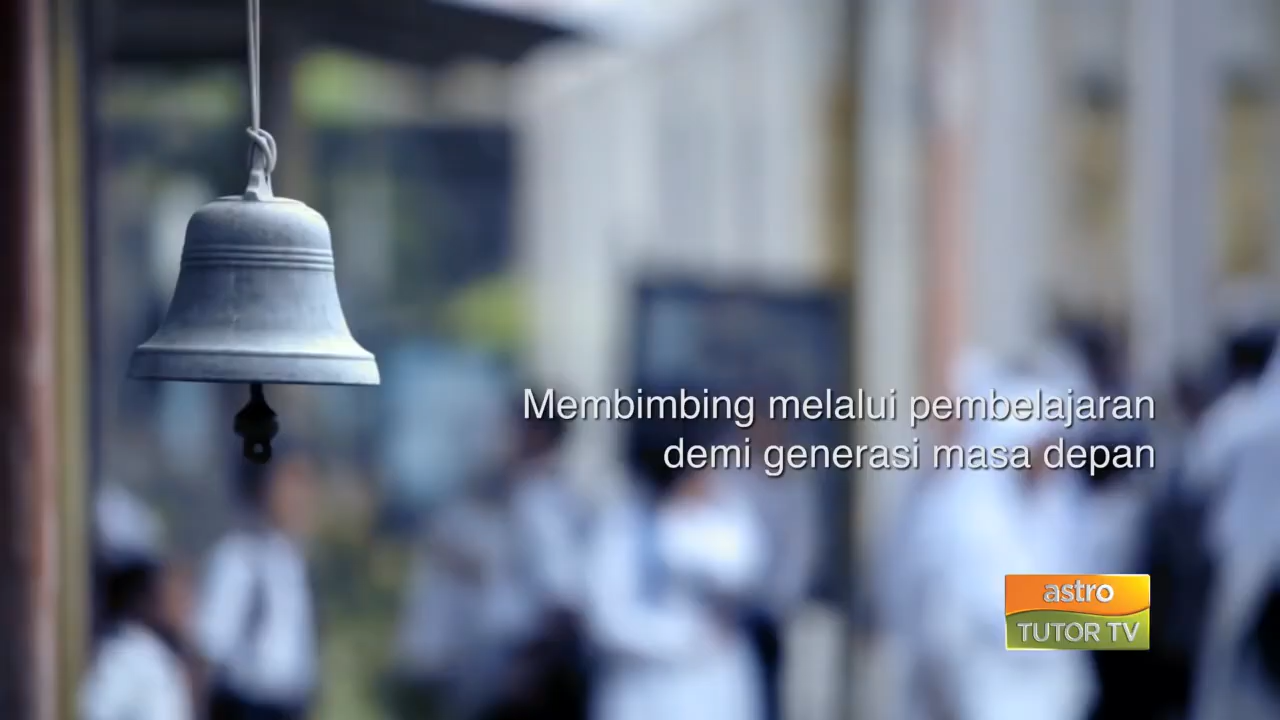 Membimbing melalui pembelajaran
demi generasi masa depan
astro
TUTOR TV